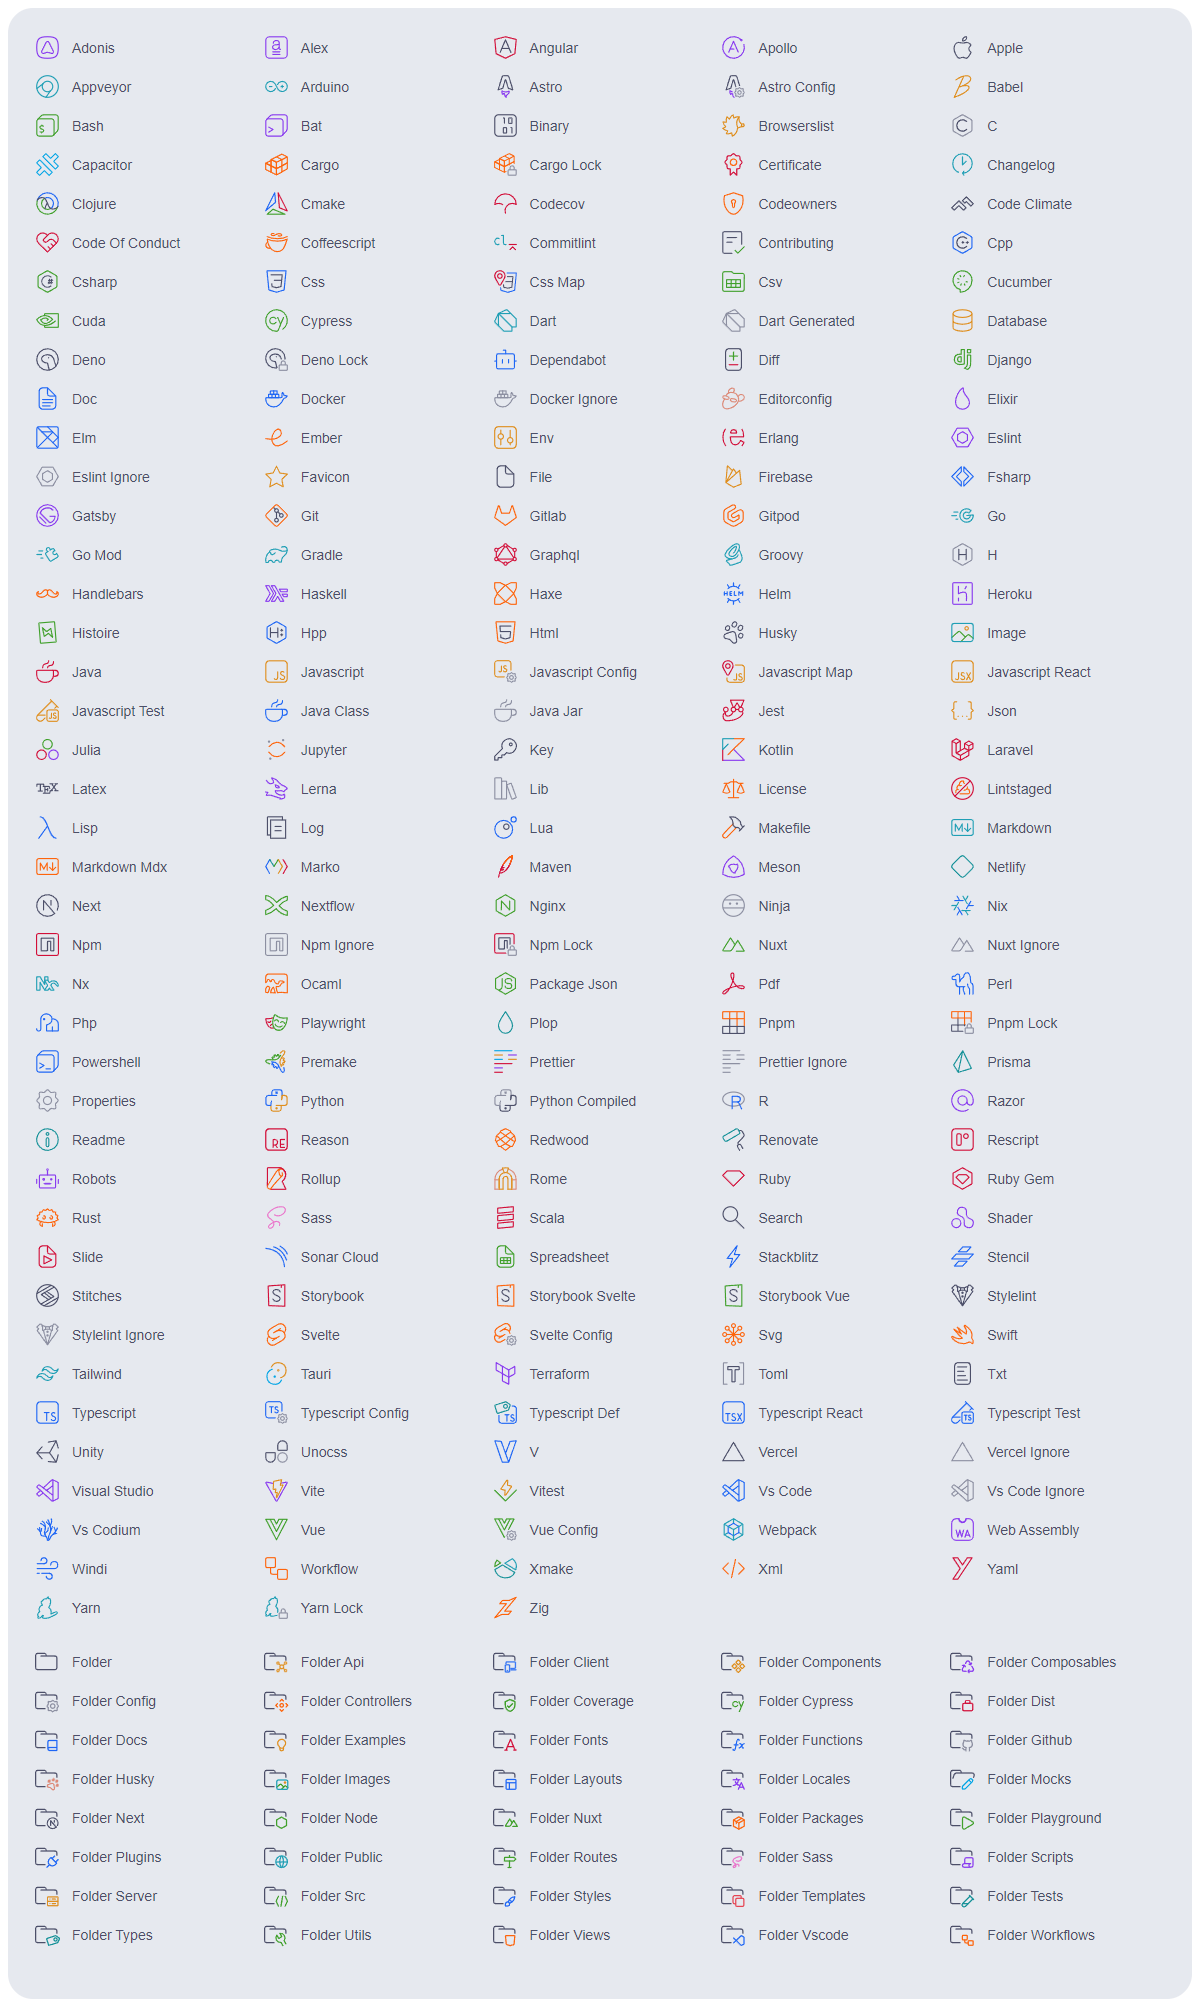 Adonis Alex Angular Apollo Apple
Appveyor Arduino Astro Astro Config Babel
Bash Bat Binary Browserslist C
Capacitor Cargo Cargo Lock Certificate Changelog
Clojure Cmake Codecov Codeowners Code Climate
Code Of Conduct Coffeescript Commitlint Contributing Cpp
Csharp Css Css Map Csv Cucumber
Cuda Cypress Dart Dart Generated Database
Deno Deno Lock Dependabot Diff Django
Doc Docker Docker Ignore Editorconfig Elixir
Elm Ember Env Erlang Eslint
Eslint Ignore Favicon File Firebase Fsharp
Gatsby Git Gitlab Gitpod Go
Go Mod Gradle Graphql Groovy H
Handlebars Haskell Haxe Helm Heroku
Histoire Hpp Html Husky Image
Java Javascript Javascript Config Javascript Map Javascript React
Javascript Test Java Class Java Jar Jest Json
Julia Jupyter Key Kotlin Laravel
Latex Lerna Lib License Lintstaged
Lisp Log Lua Makefile Markdown
Markdown Mdx Marko Maven Meson Netlify
Next Nextflow Nginx Ninja Nix
Npm Npm Ignore Npm Lock Nuxt Nuxt Ignore
Nx Ocaml Package Json Pdf Perl
Php Playwright Plop Pnpm Pnpm Lock
Powershell Premake Prettier Prettier Ignore Prisma
Properties Python Python Compiled R Razor
Readme Reason Redwood Renovate Rescript
Robots Rollup Rome Ruby Ruby Gem
Rust Sass Scala Search Shader
Slide Sonar Cloud Spreadsheet Stackblitz Stencil
Stitches Storybook Storybook Svelte Storybook Vue Stylelint
Stylelint Ignore Svelte Svelte Config Svg Swift
Tailwind Tauri Terraform Toml Txt
Typescript Typescript Config Typescript Def Typescript React Typescript Test
Unity Unocss V Vercel Vercel Ignore
Visual Studio Vite Vitest Vs Code Vs Code Ignore
Vs Codium Vue Vue Config Webpack Web Assembly
Windi Workflow Xmake Xml Yaml
Yarn Yarn Lock Zig
Folder Folder Api Folder Client Folder Components Folder Composables
Folder Config Folder Controllers Folder Coverage Folder Cypress Folder Dist
Folder Docs Folder Examples Folder Fonts Folder Functions Folder Github
Folder Husky Folder Images Folder Layouts Folder Locales Folder Mocks
Folder Next Folder Node Folder Nuxt Folder Packages Folder Playground
Folder Plugins Folder Public Folder Routes Folder Sass Folder Scripts
Folder Server Folder Src Folder Styles Folder Templates Folder Tests
Folder Types Folder Utils Folder Views Folder Vscode Folder Workflows